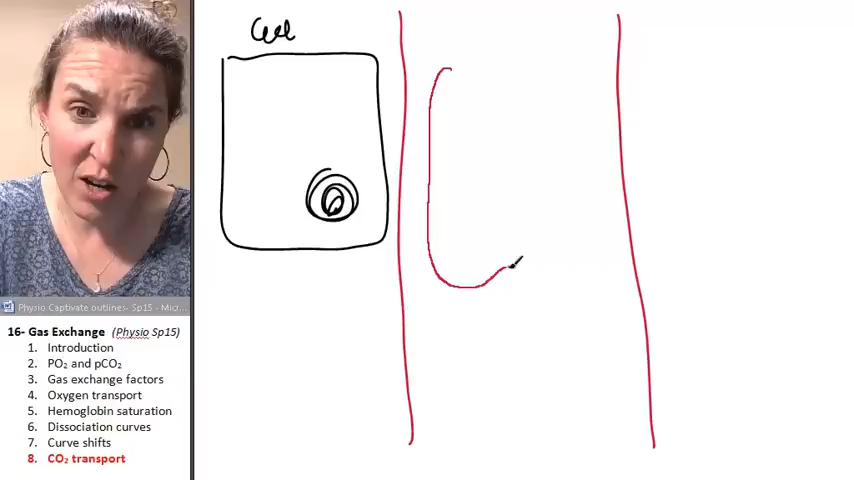 Cell
Physio Captivate outlines- Sp15 - Micr...
16- Gas Exchange (Physio Sp15)
1. Introduction
2. PO₂ and pCO₂
3. Gas exchange factors
4. Oxygen transport
5. Hemoglobin saturation
6. Dissociation curves
7. Curve shifts
8. CO₂ transport